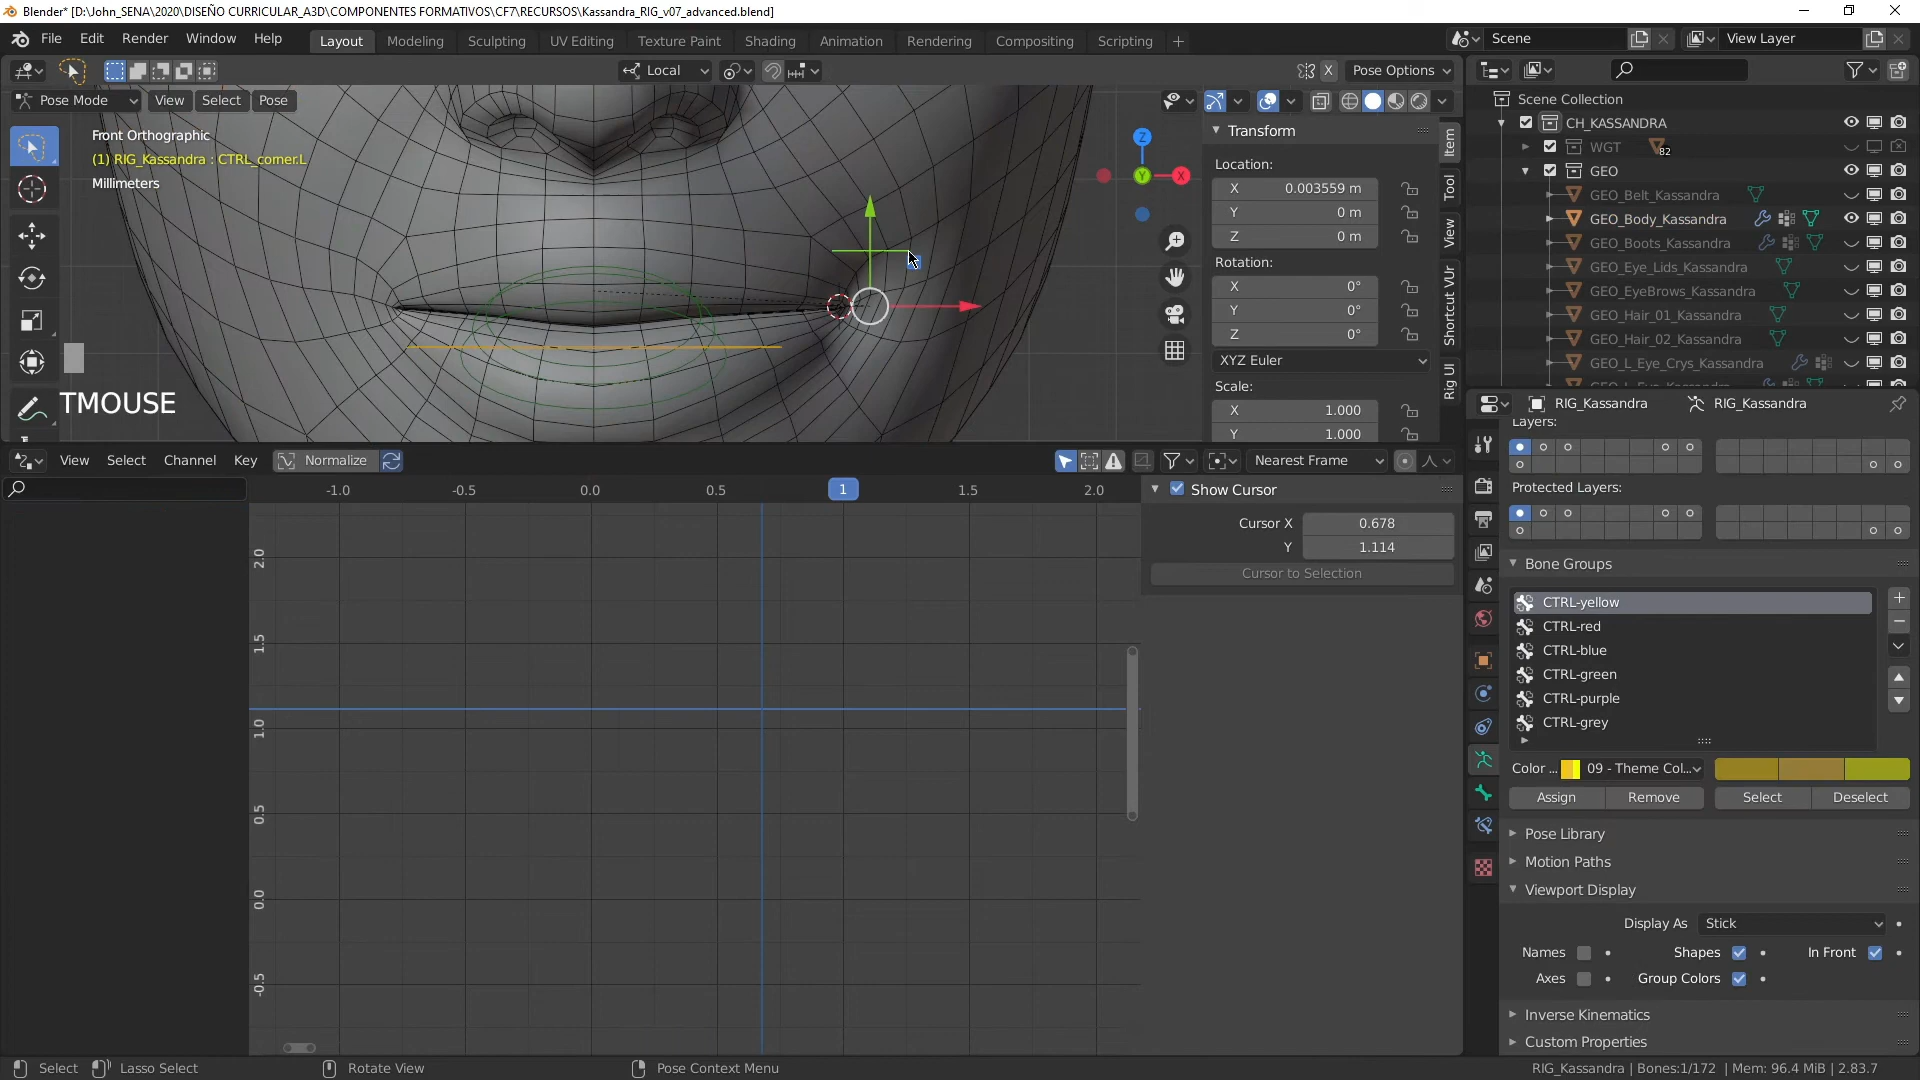 Blender* [D:\John_SENA\2020\DISEÑO CURRICULAR_A3D\COMPONENTES FORMATIVOS\CF7\RECURSOS\Kassandra_RIG_v07_advanced.blend]
File Edit Render Window Help
Layout Modeling Sculpting UV Editing Texture Paint Shading Animation Rendering Compositing Scripting +
Scene
View Layer
Local
X
Pose Options
Pose Mode View Select Pose
Front Orthographic
(1) RIG_Kassandra : CTRL_corner.L
Millimeters
TMOUSE
Z
Y
X
Transform
Location:
X 0.003559 m
Y 0 m
Z 0 m
Rotation:
X 0°
Y 0°
Z 0°
XYZ Euler
Scale:
X 1.000
Y 1.000
Item
Tool
View
Shortcut VUr
Rig UI
Scene Collection
CH_KASSANDRA
WGT 82
GEO
GEO_Belt_Kassandra
GEO_Body_Kassandra
GEO_Boots_Kassandra
GEO_Eye_Lids_Kassandra
GEO_EyeBrows_Kassandra
GEO_Hair_01_Kassandra
GEO_Hair_02_Kassandra
GEO_L_Eye_Crys_Kassandra
RIG_Kassandra RIG_Kassandra
Layers:
Protected Layers:
Bone Groups
CTRL-yellow
CTRL-red
CTRL-blue
CTRL-green
CTRL-purple
CTRL-grey
Color ... 09 - Theme Col...
Assign Remove Select Deselect
Pose Library
Motion Paths
Viewport Display
Display As Stick
Names Shapes In Front
Axes Group Colors
Inverse Kinematics
Custom Properties
View Select Channel Key Normalize
Nearest Frame
-1.0 -0.5 0.0 0.5 1 1.5 2.0
2.0
1.5
1.0
0.5
0.0
-0.5
Show Cursor
Cursor X 0.678
Y 1.114
Cursor to Selection
Select Lasso Select Rotate View Pose Context Menu
RIG_Kassandra | Bones:1/172 | Mem: 96.4 MiB | 2.83.7